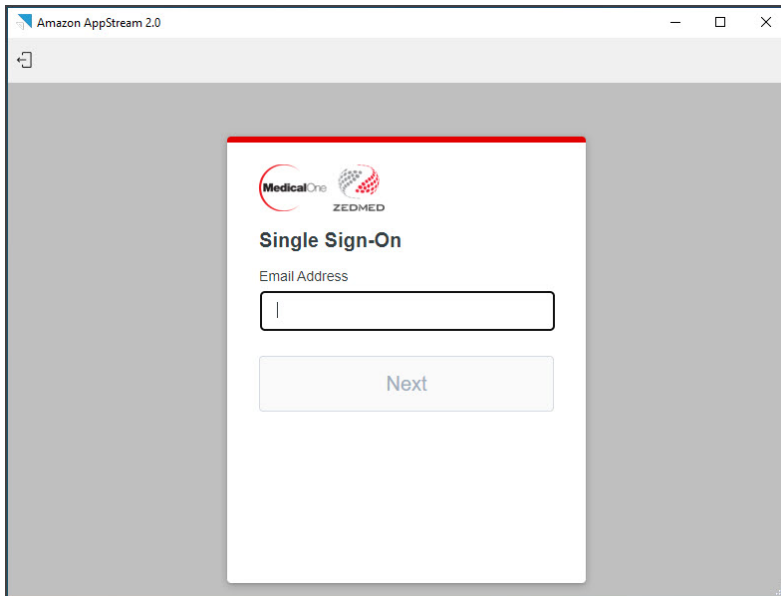 Amazon AppStream 2.0
MedicalOne
ZEDMED
Single Sign-On
Email Address
Next